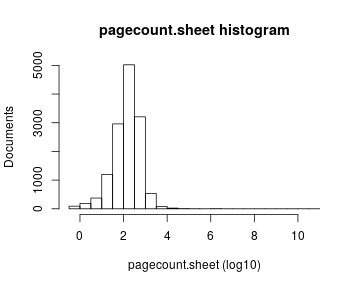 pagecount.sheet histogram
5000
3000
1000
0
Documents
0 2 4 6 8 10
pagecount.sheet (log10)